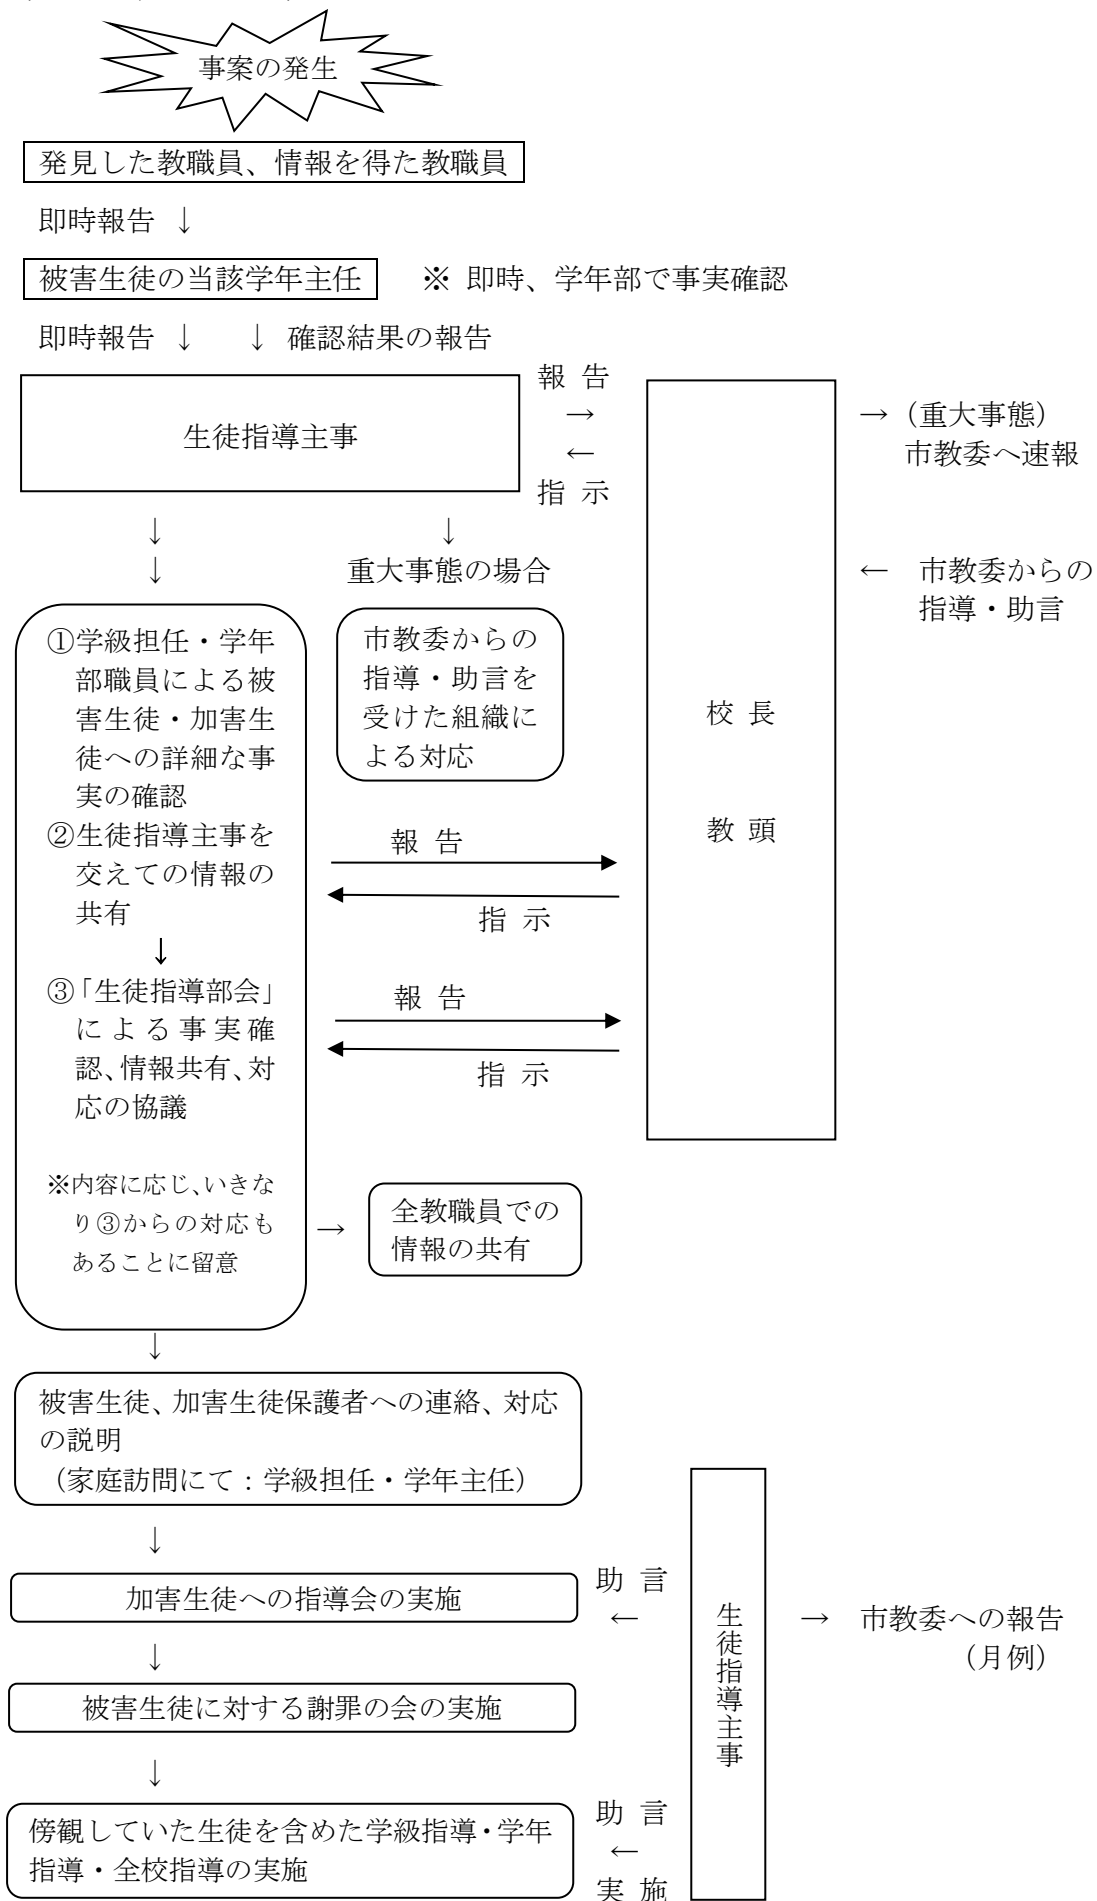 事案の発生
発見した教職員、情報を得た教職員
即時報告 ↓
被害生徒の当該学年主任 ※ 即時、学年部で事実確認
即時報告 ↓ ↓ 確認結果の報告
生徒指導主事
報 告
→
←
指 示
→ (重大事態)
市教委へ速報
↓ ↓
↓ 重大事態の場合
← 市教委からの
指導・助言
①学級担任・学年
部職員による被
害生徒・加害生
徒への詳細な事
実の確認
②生徒指導主事を
交えての情報の
共有
↓
③「生徒指導部会」
による事実確
認、情報共有、対
応の協議
※内容に応じ、いきな
り③からの対応も
あることに留意
市教委からの
指導・助言を
受けた組織に
よる対応
校 長
教 頭
報 告
指 示
報 告
指 示
→
全教職員での
情報の共有
↓
被害生徒、加害生徒保護者への連絡、対応
の説明
(家庭訪問にて:学級担任・学年主任)
↓
加害生徒への指導会の実施
助 言
←
↓
被害生徒に対する謝罪の会の実施
↓
傍観していた生徒を含めた学級指導・学年
指導・全校指導の実施
助 言
←
実 施
生徒指導主事
→ 市教委への報告
(月例)